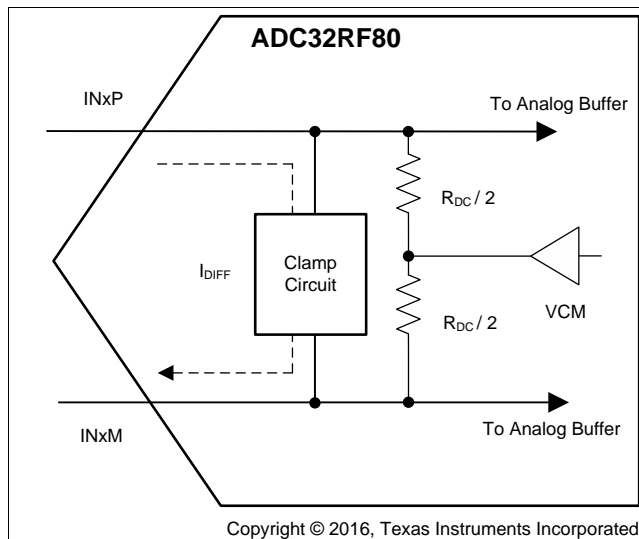 ADC32RF80
INxP
To Analog Buffer
R_DC / 2
I_DIFF
Clamp
Circuit
VCM
R_DC / 2
INxM
To Analog Buffer
Copyright © 2016, Texas Instruments Incorporated